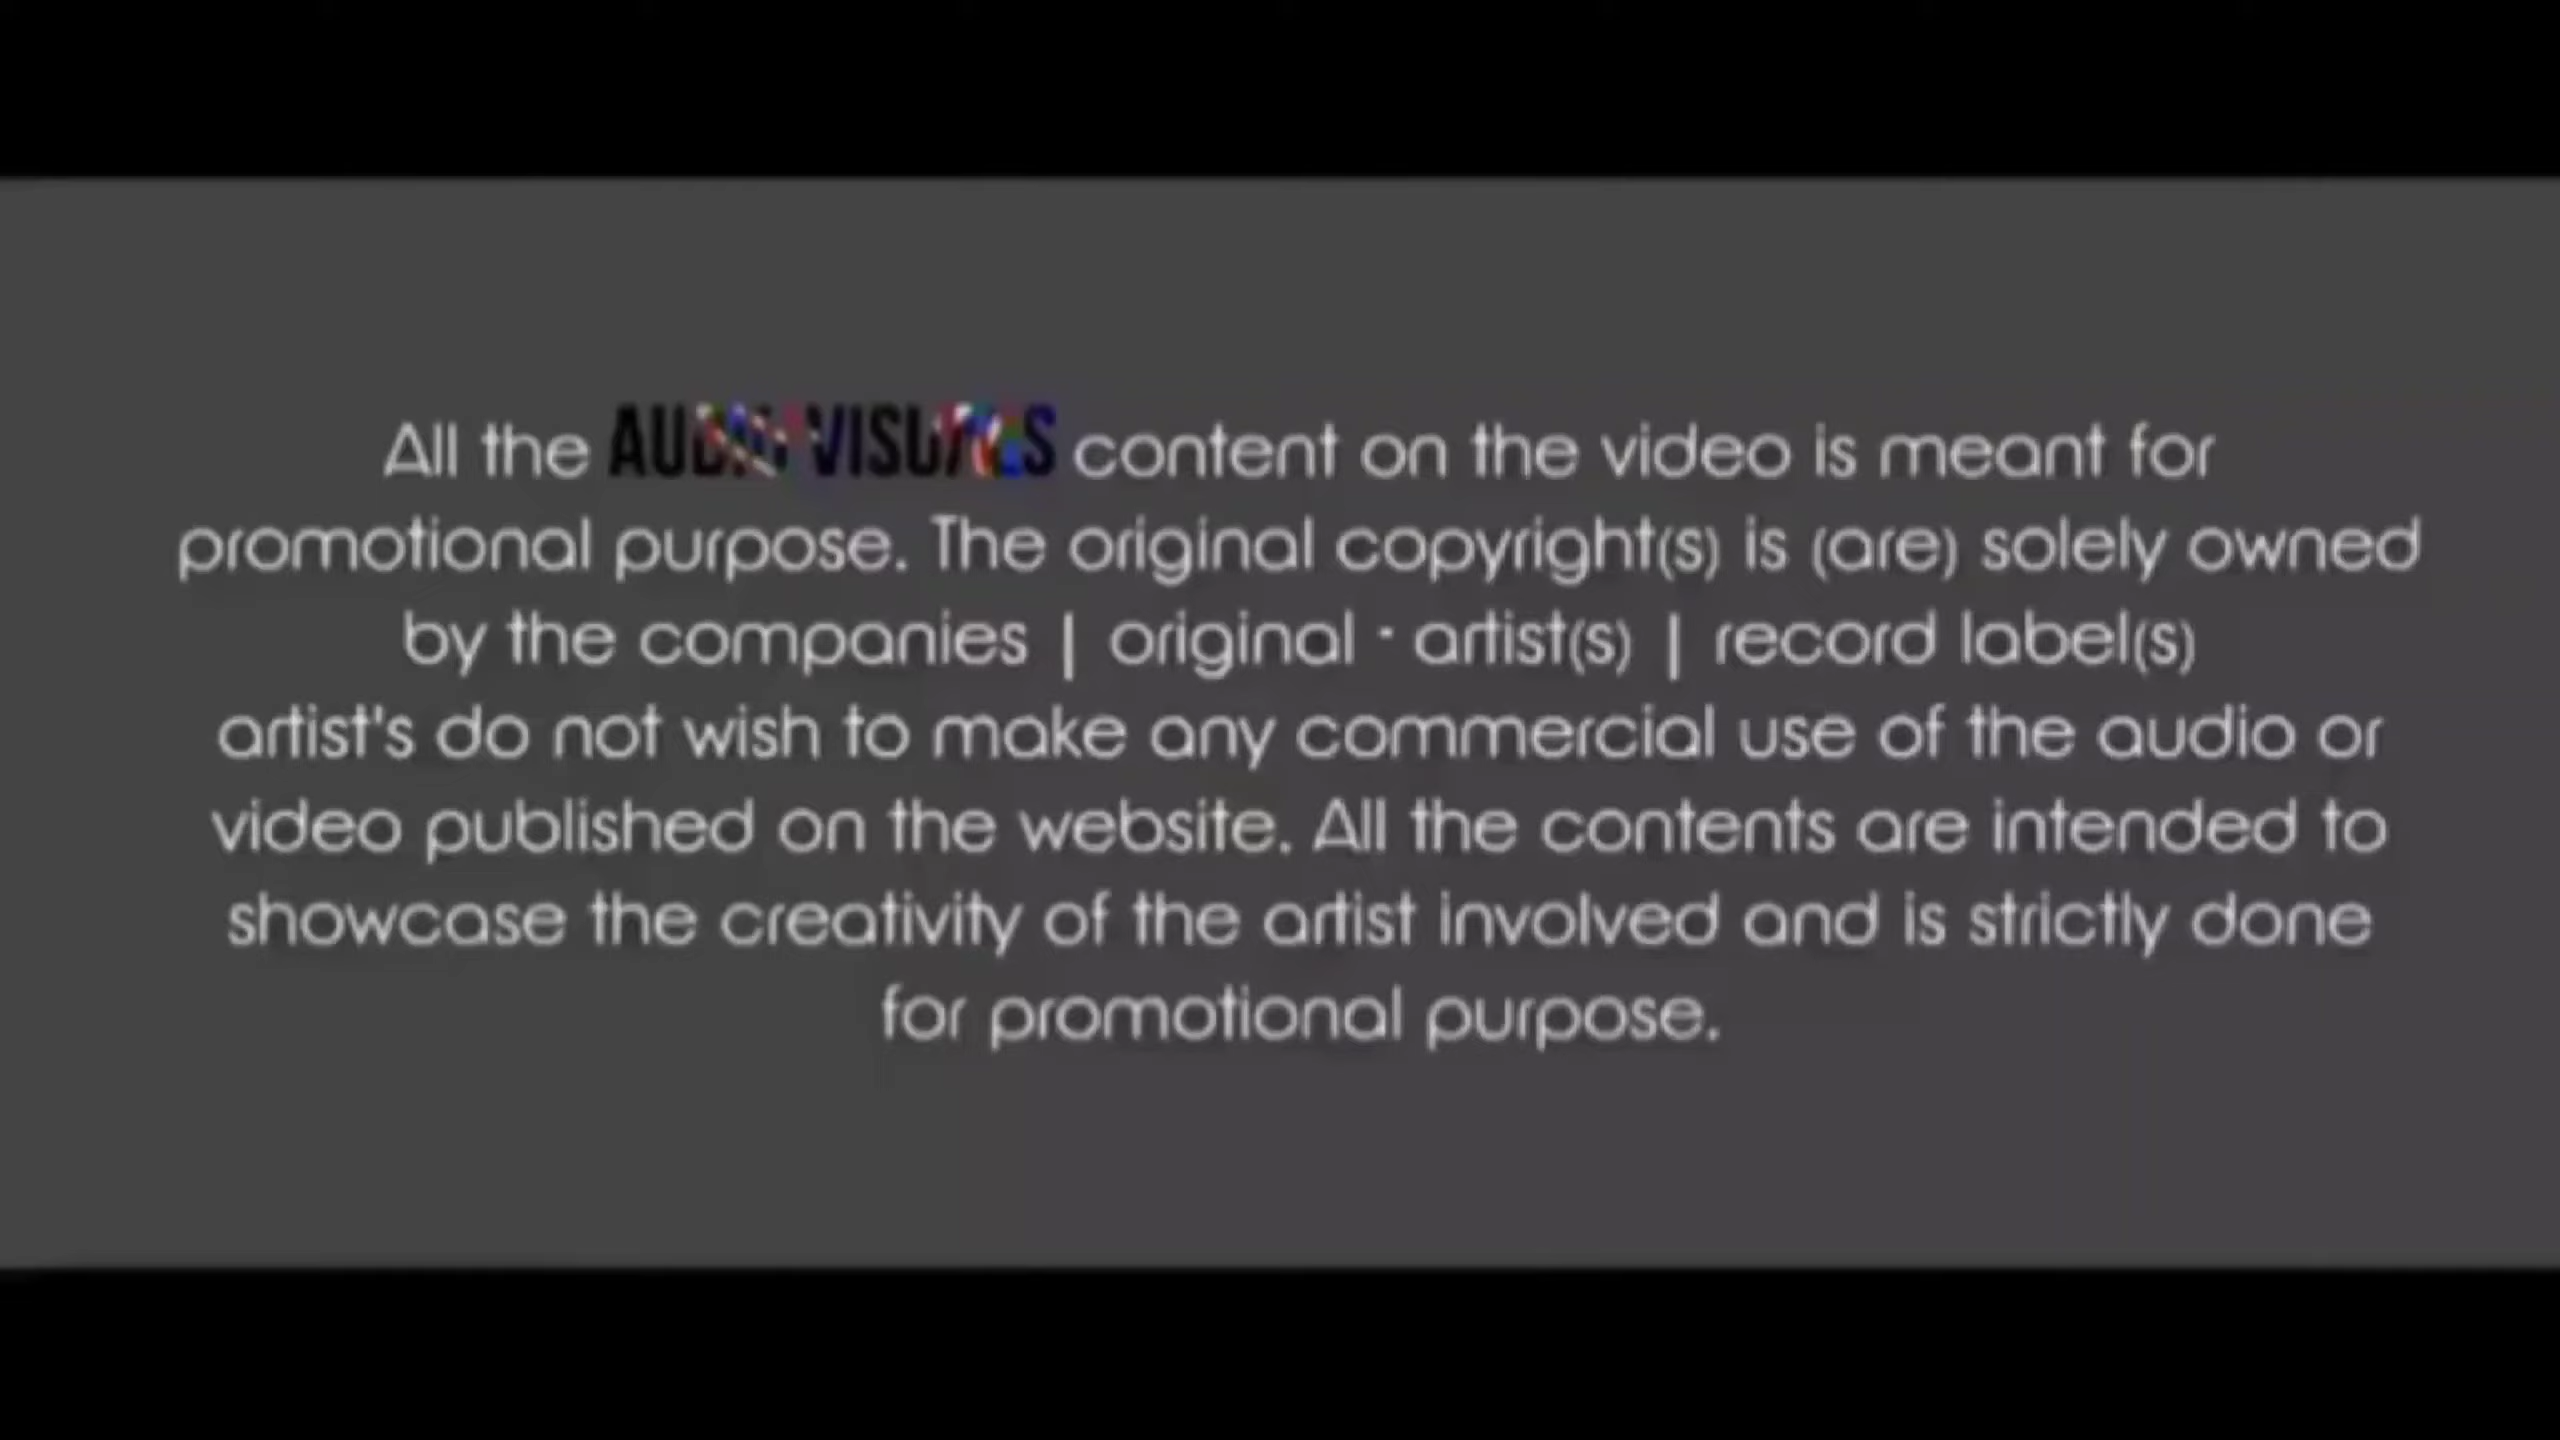 All the AUDIO VISUALS content on the video is meant for
promotional purpose. The original copyright(s) is (are) solely owned
by the companies | original - artist(s) | record label(s)
artist's do not wish to make any commercial use of the audio or
video published on the website. All the contents are intended to
showcase the creativity of the artist involved and is strictly done
for promotional purpose.